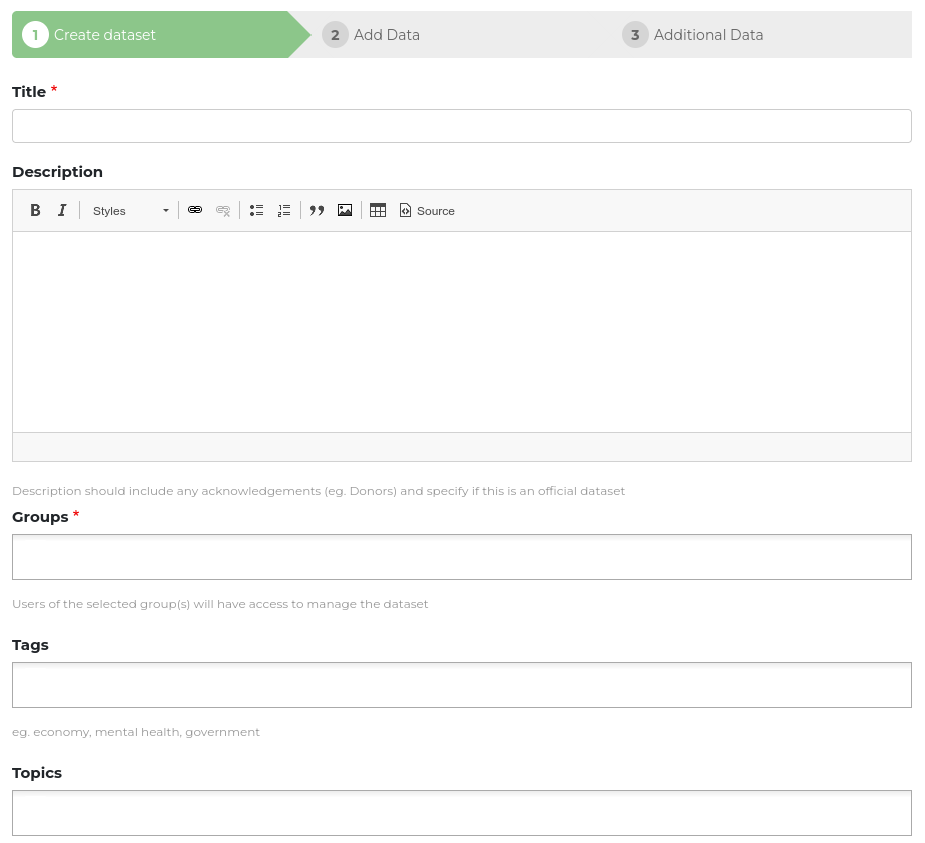 1 Create dataset 2 Add Data 3 Additional Data
Title *
Description
B I Styles Source
Description should include any acknowledgements (eg. Donors) and specify if this is an official dataset
Groups *
Users of the selected group(s) will have access to manage the dataset
Tags
eg. economy, mental health, government
Topics